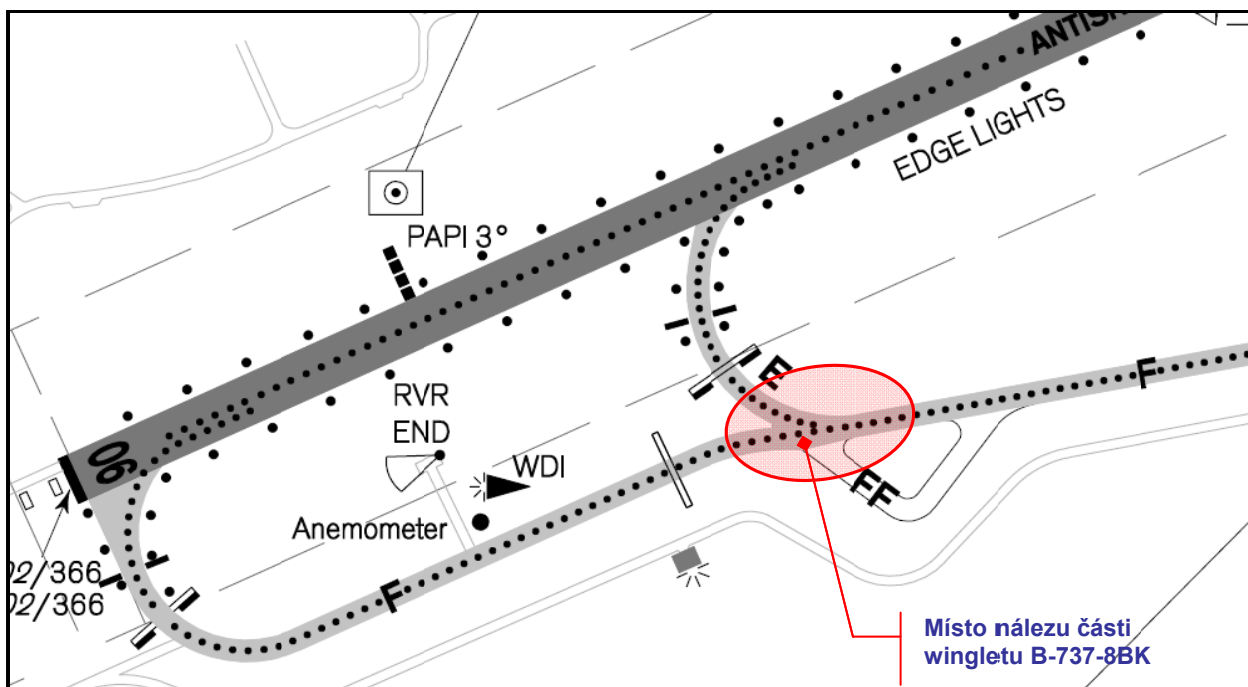 ANTISK
EDGE LIGHTS
PAPI 3°
RVR
END
WDI
Anemometer
06
02/366
02/366
E
F
FF
F
Místo nálezu části
wingletu B-737-8BK